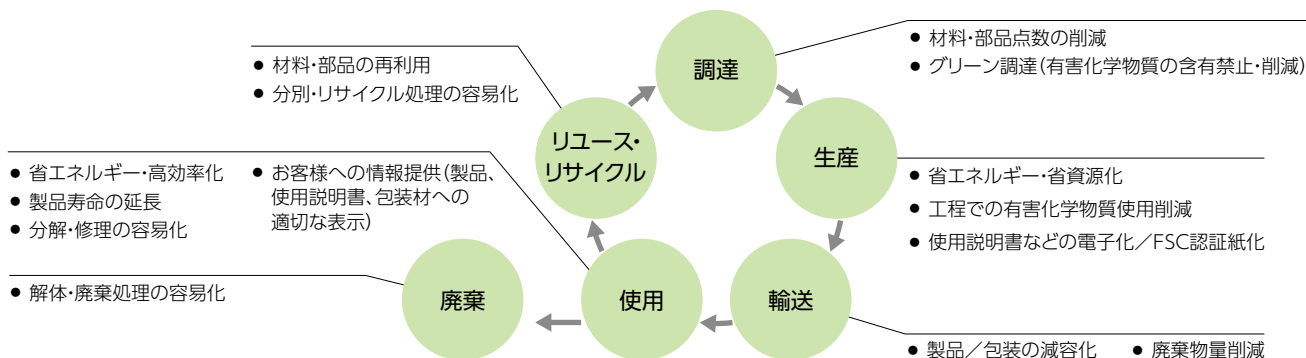 調達
● 材料・部品点数の削減
● グリーン調達（有害化学物質の含有禁止・削減）
生産
● 省エネルギー・省資源化
● 工程での有害化学物質使用削減
● 使用説明書などの電子化／FSC認証紙化
輸送
● 製品／包装の減容化
● 廃棄物量削減
使用
● 省エネルギー・高効率化
● 製品寿命の延長
● 分解・修理の容易化
● お客様への情報提供（製品、
使用説明書、包装材への
適切な表示）
廃棄
● 解体・廃棄処理の容易化
リユース・
リサイクル
● 材料・部品の再利用
● 分別・リサイクル処理の容易化